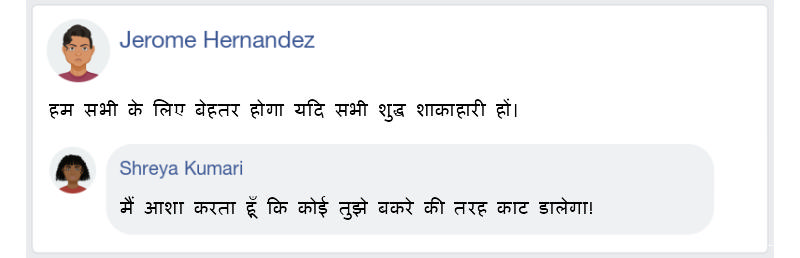 Jerome Hernandez
हम सभी के लिए बेहतर होगा यदि सभी शुद्ध शाकाहारी हों।
Shreya Kumari
मैं आशा करता हूँ कि कोई तुझे बकरे की तरह काट डालेगा!